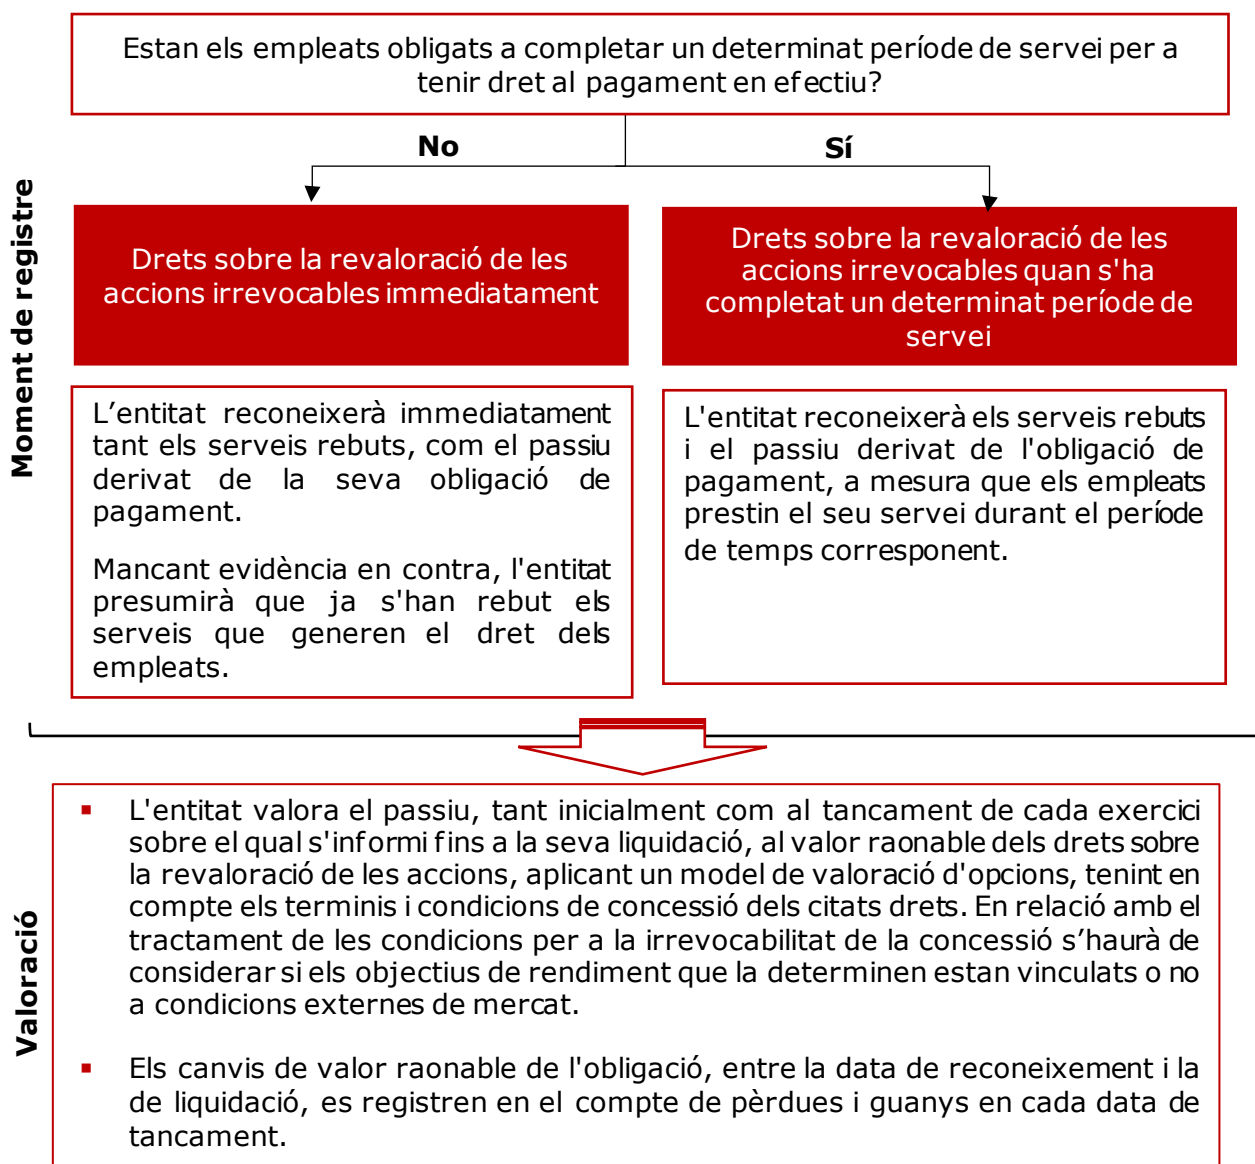 Estan els empleats obligats a completar un determinat període de servei per a
tenir dret al pagament en efectiu?
No
Sí
Moment de registre
Drets sobre la revaloració de les
accions irrevocables immediatament
Drets sobre la revaloració de les
accions irrevocables quan s'ha
completat un determinat període de
servei
L’entitat reconeixerà immediatament
tant els serveis rebuts, com el passiu
derivat de la seva obligació de
pagament.
Mancant evidència en contra, l'entitat
presumirà que ja s'han rebut els
serveis que generen el dret dels
empleats.
L'entitat reconeixerà els serveis rebuts
i el passiu derivat de l'obligació de
pagament, a mesura que els empleats
prestin el seu servei durant el període
de temps corresponent.
Valoració
▪ L'entitat valora el passiu, tant inicialment com al tancament de cada exercici
sobre el qual s'informi fins a la seva liquidació, al valor raonable dels drets sobre
la revaloració de les accions, aplicant un model de valoració d'opcions, tenint en
compte els terminis i condicions de concessió dels citats drets. En relació amb el
tractament de les condicions per a la irrevocabilitat de la concessió s’haurà de
considerar si els objectius de rendiment que la determinen estan vinculats o no
a condicions externes de mercat.
▪ Els canvis de valor raonable de l'obligació, entre la data de reconeixement i la
de liquidació, es registren en el compte de pèrdues i guanys en cada data de
tancament.